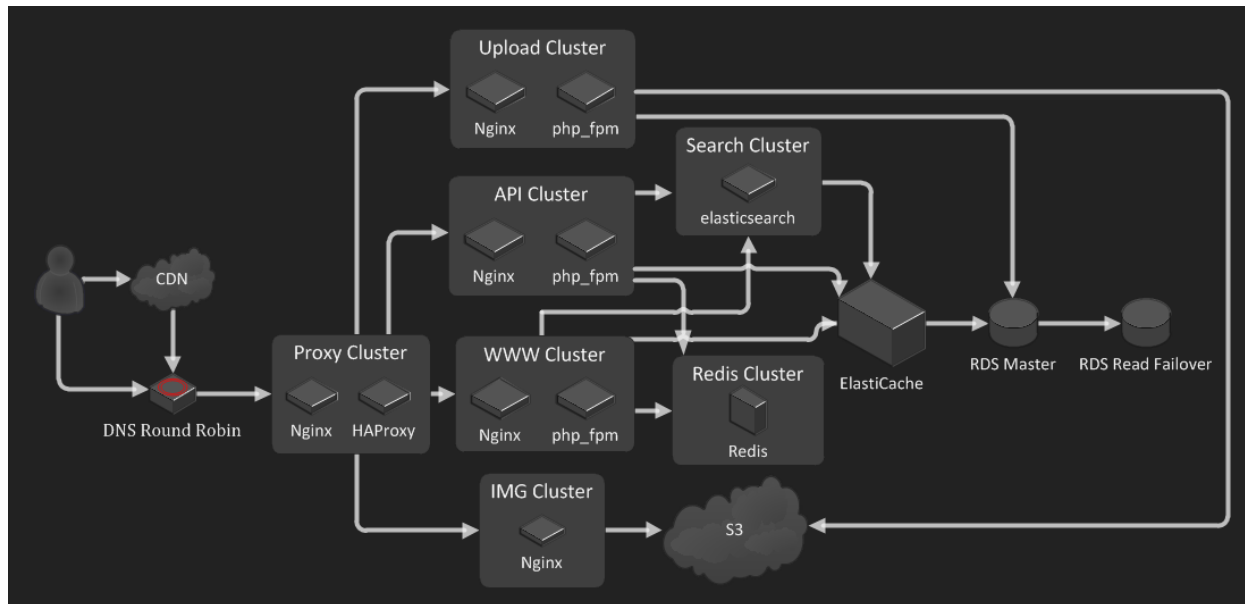 Upload Cluster
Nginx php_fpm
Search Cluster
elasticsearch
API Cluster
Nginx php_fpm
CDN
DNS Round Robin
Proxy Cluster
Nginx HAProxy
WWW Cluster
Nginx php_fpm
Redis Cluster
Redis
ElastiCache
RDS Master
RDS Read Failover
IMG Cluster
Nginx
S3